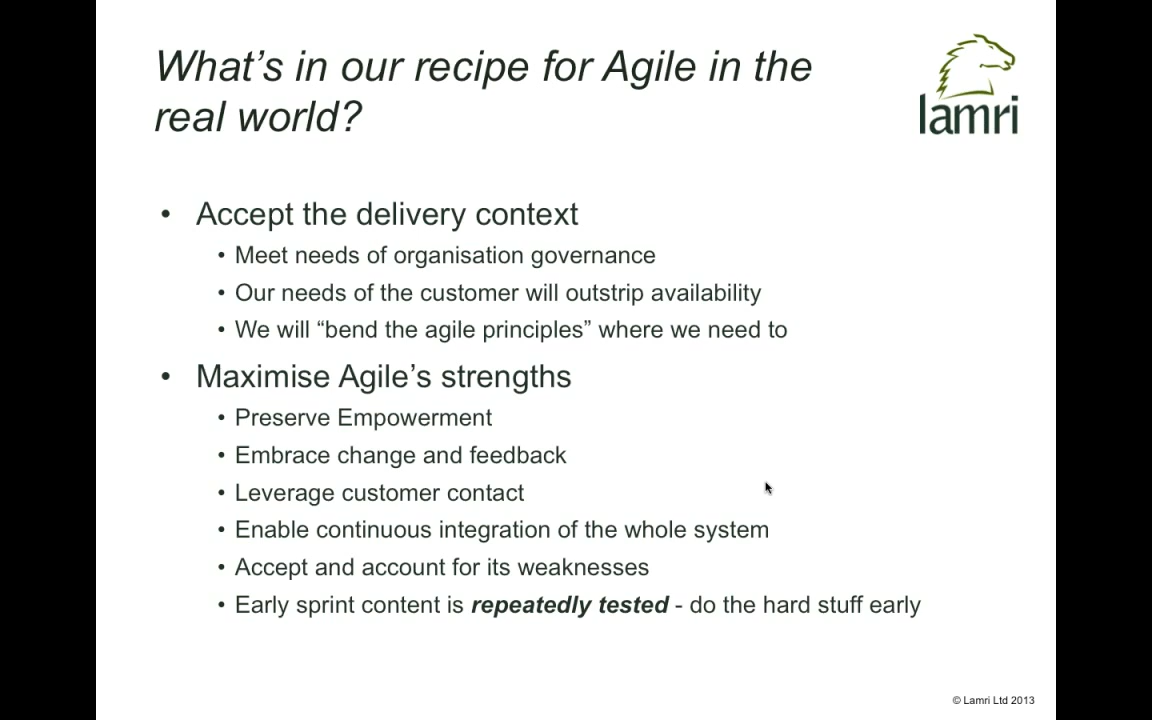 What’s in our recipe for Agile in the
real world?
lamri
• Accept the delivery context
• Meet needs of organisation governance
• Our needs of the customer will outstrip availability
• We will “bend the agile principles” where we need to
• Maximise Agile’s strengths
• Preserve Empowerment
• Embrace change and feedback
• Leverage customer contact
• Enable continuous integration of the whole system
• Accept and account for its weaknesses
• Early sprint content is repeatedly tested - do the hard stuff early
© Lamri Ltd 2013